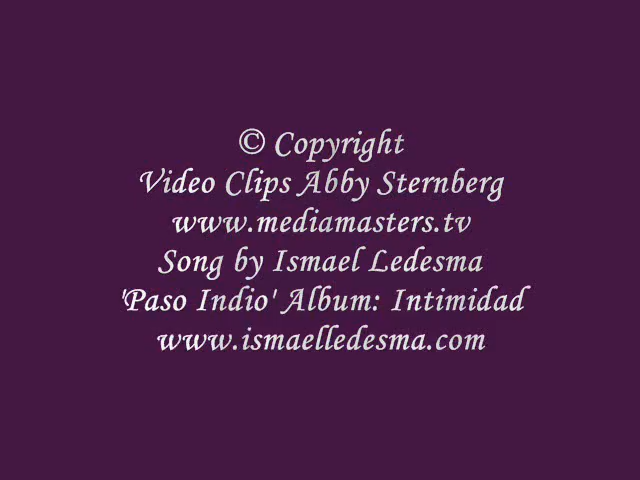 © Copyright
Video Clips Abby Sternberg
www.mediamasters.tv
Song by Ismael Ledesma
'Paso Indio' Album: Intimidad
www.ismaelledesma.com